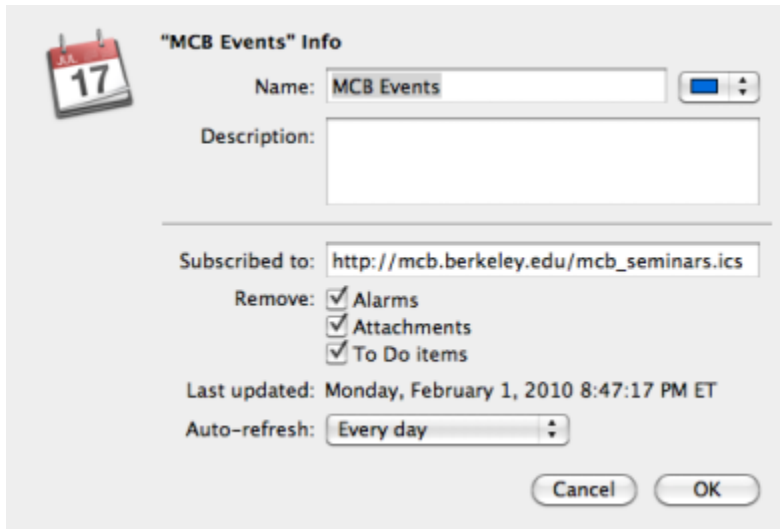 JUL
17
"MCB Events" Info
Name: MCB Events
Description:
Subscribed to: http://mcb.berkeley.edu/mcb_seminars.ics
Remove: Alarms
Attachments
To Do items
Last updated: Monday, February 1, 2010 8:47:17 PM ET
Auto-refresh: Every day
Cancel OK